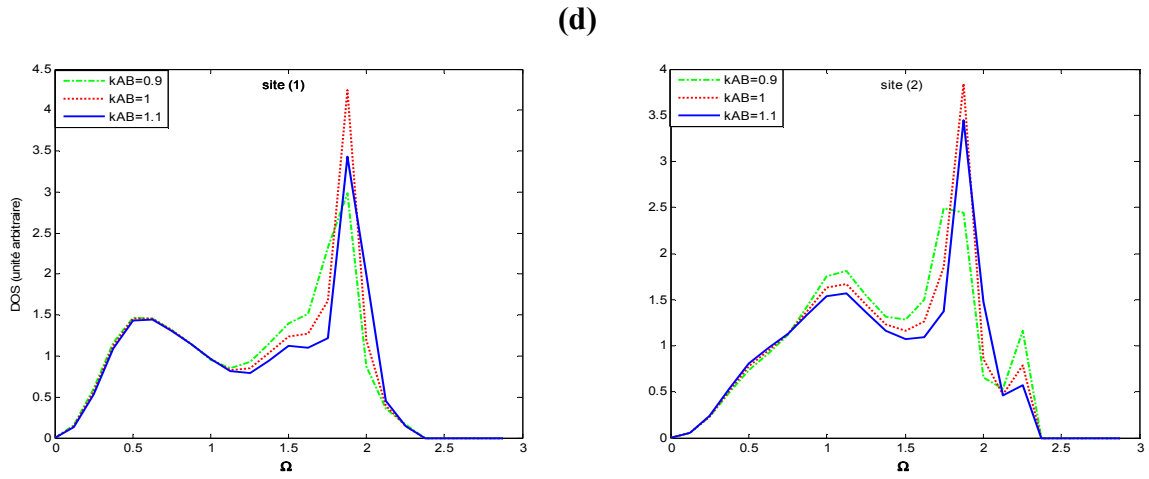 (d)
4.5
4
3.5
3
2.5
2
1.5
1
0.5
0
DOS (unité arbitraire)
kAB=0.9
kAB=1
kAB=1.1
site (1)
0 0.5 1 1.5 2 2.5 3
Ω
4
3.5
3
2.5
2
1.5
1
0.5
0
kAB=0.9
kAB=1
kAB=1.1
site (2)
0 0.5 1 1.5 2 2.5 3
Ω